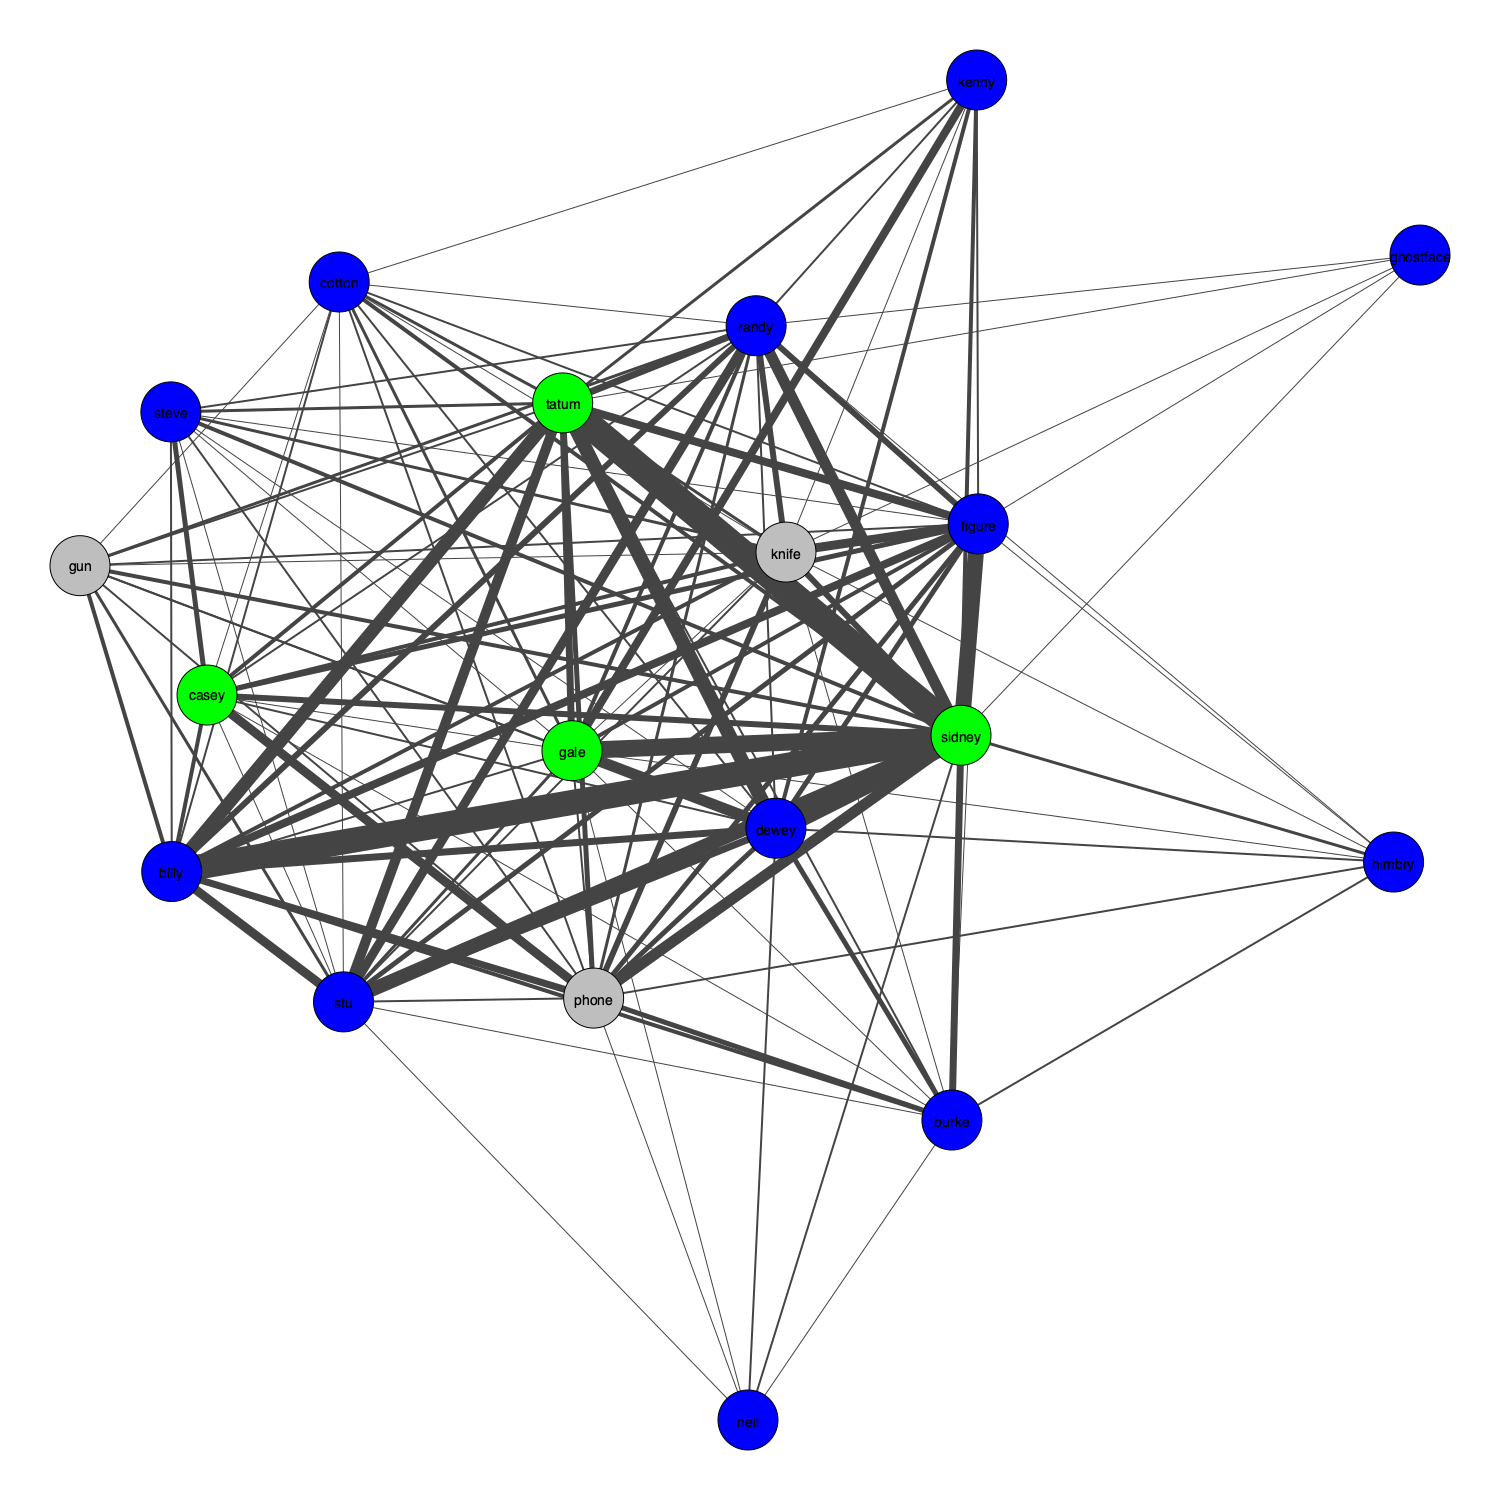 kenny
ghostface
cotton
randy
tatum
steve
figure
knife
gun
casey
sidney
gale
dewey
himbry
billy
phone
stu
burke
neil